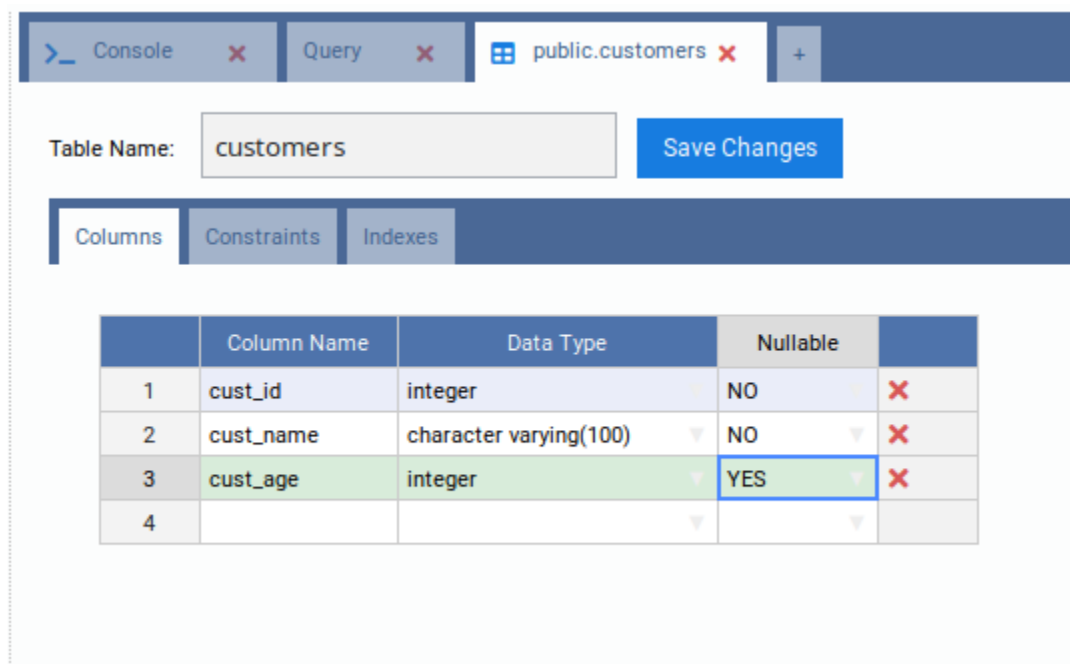 Console Query public.customers +
Table Name: customers Save Changes
Columns Constraints Indexes
Column Name Data Type Nullable
1 cust_id integer NO
2 cust_name character varying(100) NO
3 cust_age integer YES
4